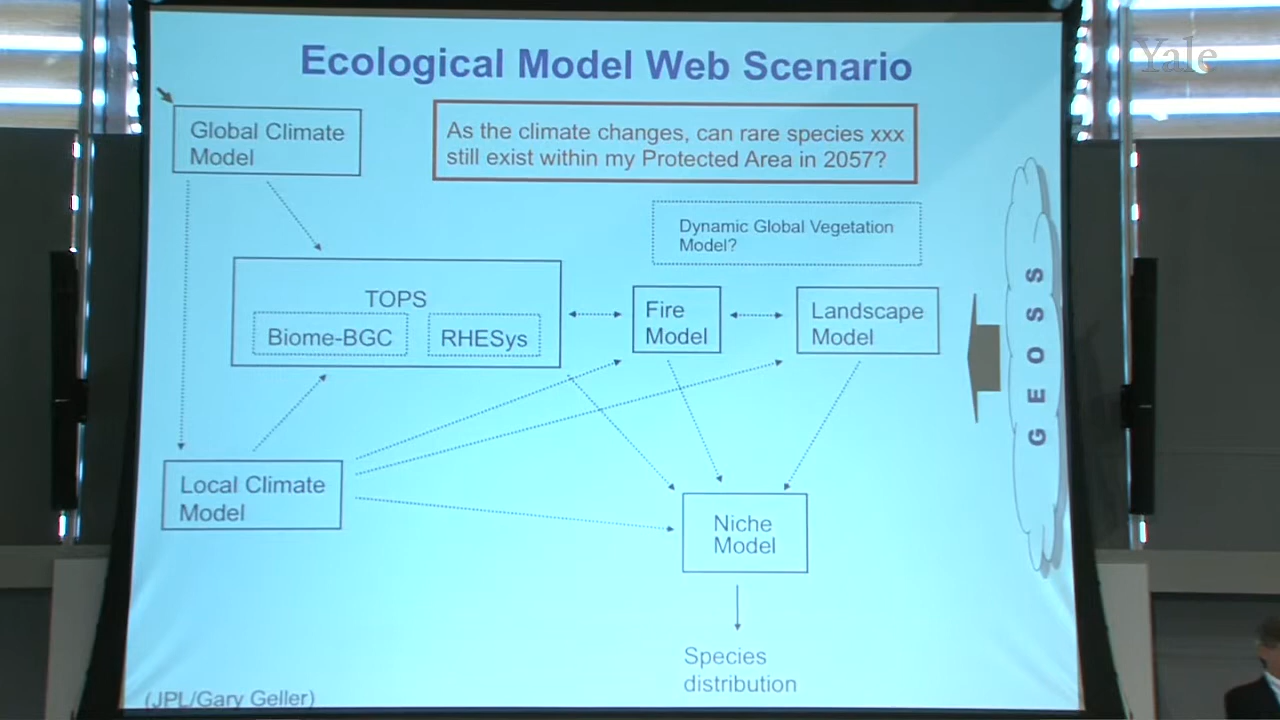 Yale
Ecological Model Web Scenario
Global Climate
Model
As the climate changes, can rare species xxx
still exist within my Protected Area in 2057?
Dynamic Global Vegetation
Model?
TOPS
Biome-BGC
RHESys
Fire
Model
Landscape
Model
GEOSS
Local Climate
Model
Niche
Model
Species
distribution
(JPL/Gary Geller)